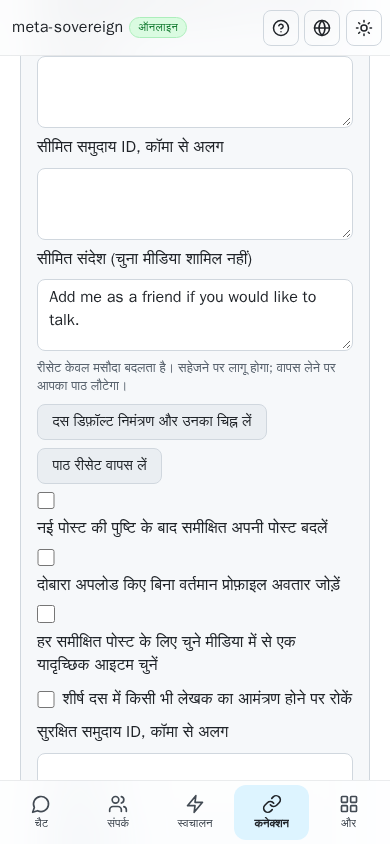 meta-sovereign ऑनलाइन
सीमित समुदाय ID, कॉमा से अलग
सीमित संदेश (चुना मीडिया शामिल नहीं)
Add me as a friend if you would like to
talk.
रीसेट केवल मसौदा बदलता है। सहेजने पर लागू होगा; वापस लेने पर
आपका पाठ लौटेगा।
दस डिफ़ॉल्ट निमंत्रण और उनका चिह्न लें
पाठ रीसेट वापस लें
नई पोस्ट की पुष्टि के बाद समीक्षित अपनी पोस्ट बदलें
दोबारा अपलोड किए बिना वर्तमान प्रोफ़ाइल अवतार जोड़ें
हर समीक्षित पोस्ट के लिए चुने मीडिया में से एक
यादृच्छिक आइटम चुनें
शीर्ष दस में किसी भी लेखक का आमंत्रण होने पर रोकें
सुरक्षित समुदाय ID, कॉमा से अलग
चैट संपर्क स्वचालन कनेक्शन और